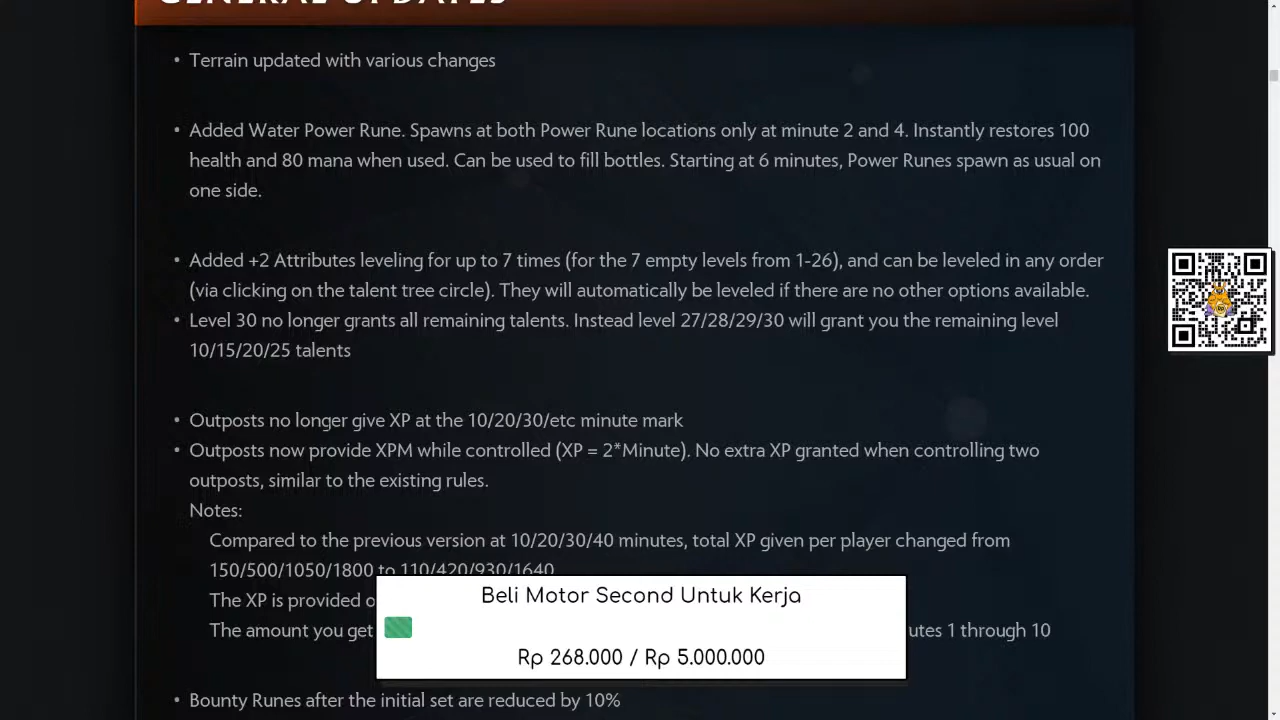 GENERAL UPDATES
• Terrain updated with various changes
• Added Water Power Rune. Spawns at both Power Rune locations only at minute 2 and 4. Instantly restores 100
health and 80 mana when used. Can be used to fill bottles. Starting at 6 minutes, Power Runes spawn as usual on
one side.
• Added +2 Attributes leveling for up to 7 times (for the 7 empty levels from 1-26), and can be leveled in any order
(via clicking on the talent tree circle). They will automatically be leveled if there are no other options available.
• Level 30 no longer grants all remaining talents. Instead level 27/28/29/30 will grant you the remaining level
10/15/20/25 talents
• Outposts no longer give XP at the 10/20/30/etc minute mark
• Outposts now provide XPM while controlled (XP = 2*Minute). No extra XP granted when controlling two
outposts, similar to the existing rules.
Notes:
Compared to the previous version at 10/20/30/40 minutes, total XP given per player changed from
150/500/1050/1800 to 110/420/930/1640
The XP is provided
The amount you get utes 1 through 10
Beli Motor Second Untuk Kerja
Rp 268.000 / Rp 5.000.000
• Bounty Runes after the initial set are reduced by 10%